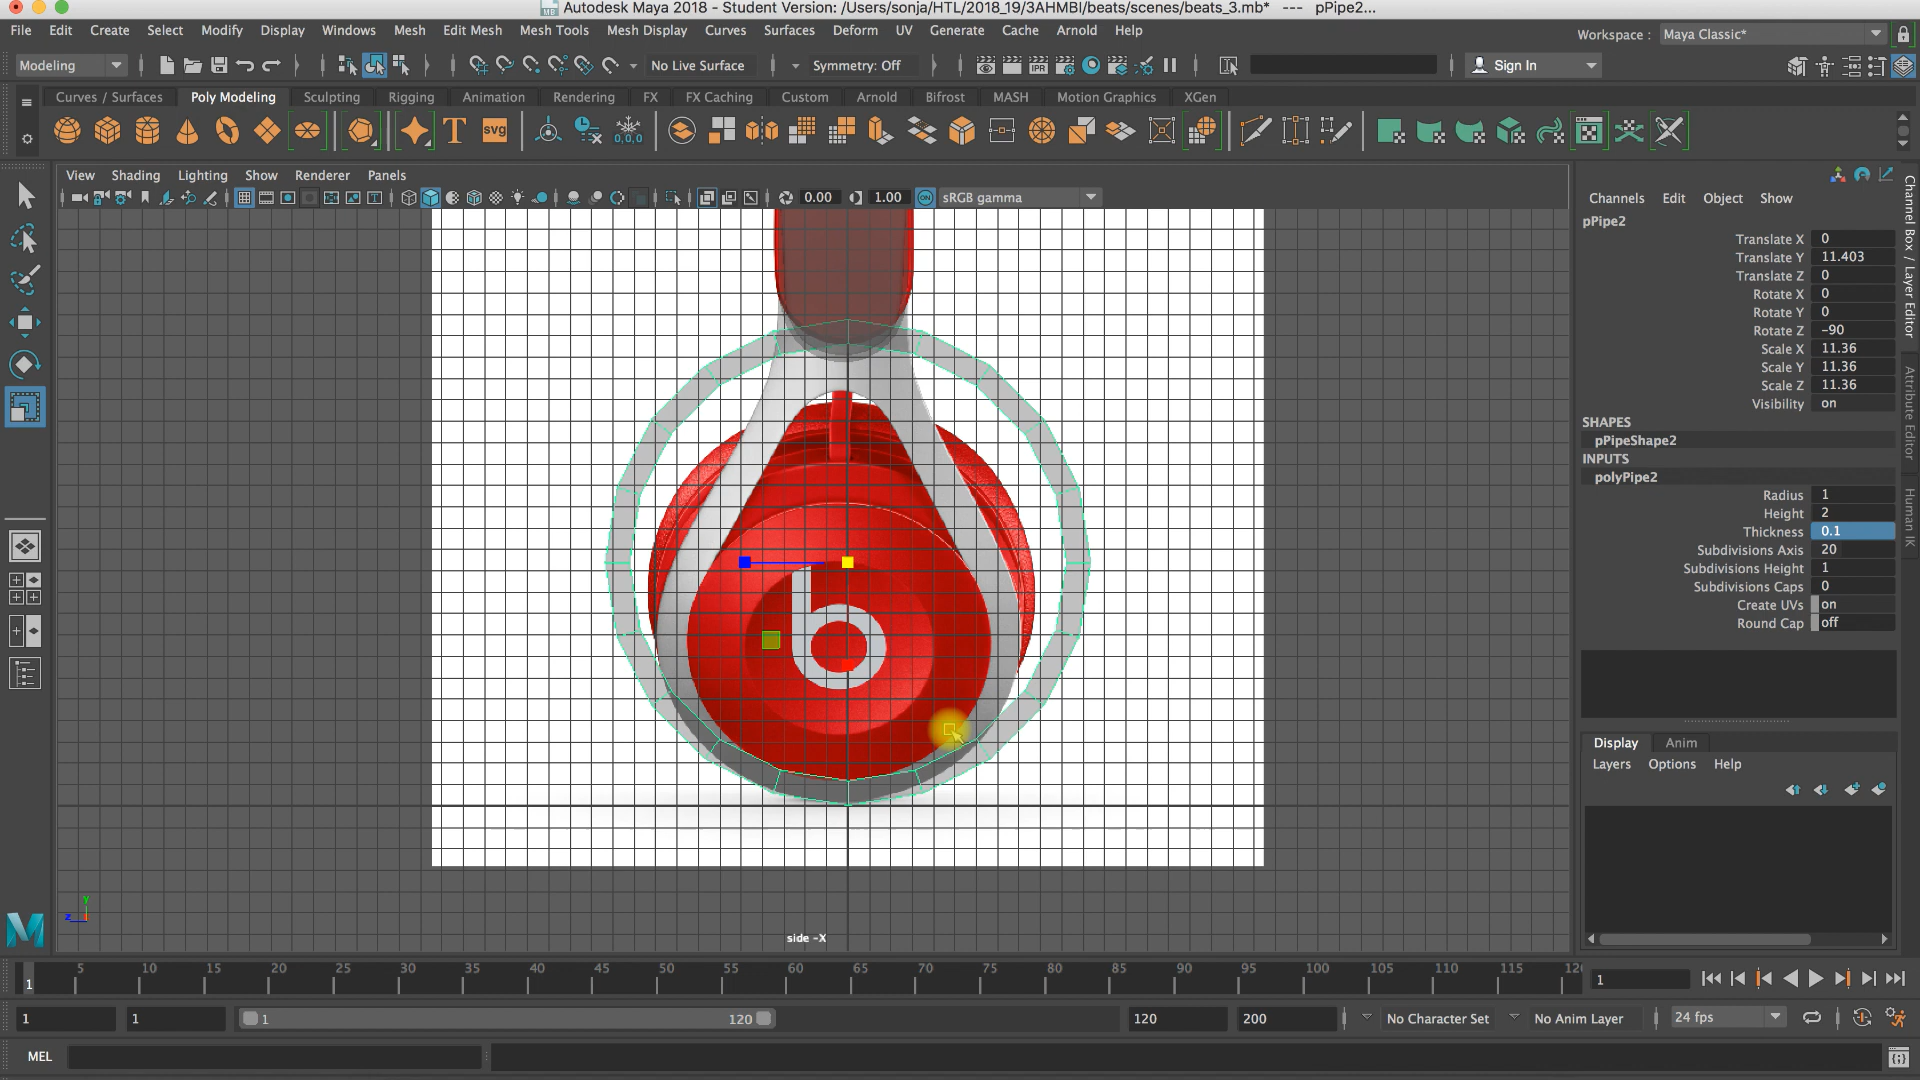 Autodesk Maya 2018 - Student Version: /Users/sonja/HTL/2018_19/3AHMBI/beats/scenes/beats_3.mb*  ---  pPipe2...
File Edit Create Select Modify Display Windows Mesh Edit Mesh Mesh Tools Mesh Display Curves Surfaces Deform UV Generate Cache Arnold Help
Workspace : Maya Classic*
Modeling No Live Surface Symmetry: Off Sign In
Curves / Surfaces Poly Modeling Sculpting Rigging Animation Rendering FX FX Caching Custom Arnold Bifrost MASH Motion Graphics XGen
IPR
T svg 0,0,0
View Shading Lighting Show Renderer Panels
0.00 1.00 ON sRGB gamma
Channels Edit Object Show
pPipe2
Translate X 0
Translate Y 11.403
Translate Z 0
Rotate X 0
Rotate Y 0
Rotate Z -90
Scale X 11.36
Scale Y 11.36
Scale Z 11.36
Visibility on
SHAPES
pPipeShape2
INPUTS
polyPipe2
Radius 1
Height 2
Thickness 0.1
Subdivisions Axis 20
Subdivisions Height 1
Subdivisions Caps 0
Create UVs on
Round Cap off
Channel Box / Layer Editor
Attribute Editor
Human IK
b
Display Anim
Layers Options Help
y
z
side -X
M
5 10 15 20 25 30 35 40 45 50 55 60 65 70 75 80 85 90 95 100 105 110 115 12
1
1
1 1 1 120 120 200 No Character Set No Anim Layer 24 fps
MEL